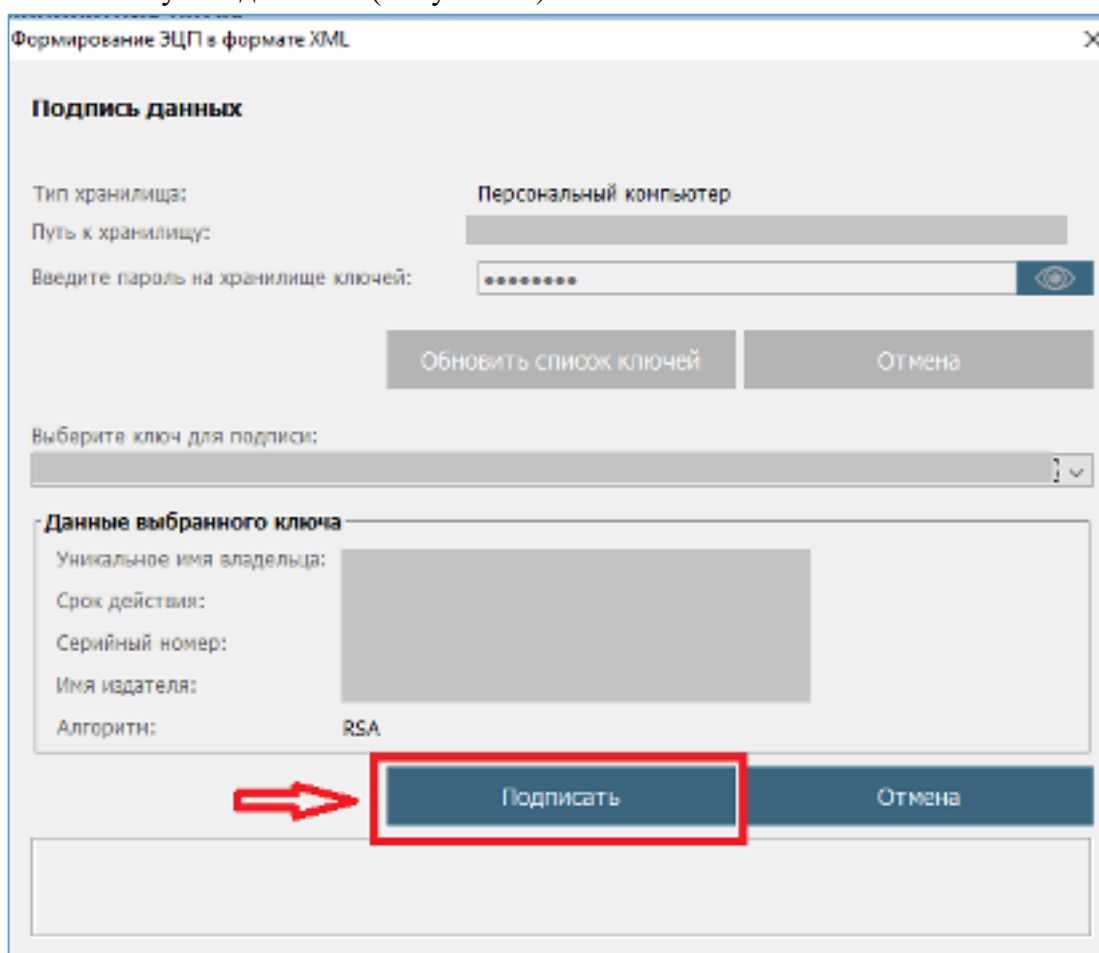 Формирование ЭЦП в формате XML
Подпись данных
Тип хранилища: Персональный компьютер
Путь к хранилищу:
Введите пароль на хранилище ключей: ••••••••
Обновить список ключей Отмена
Выберите ключ для подписи:
Данные выбранного ключа
Уникальное имя владельца:
Срок действия:
Серийный номер:
Имя издателя:
Алгоритм: RSA
Подписать Отмена